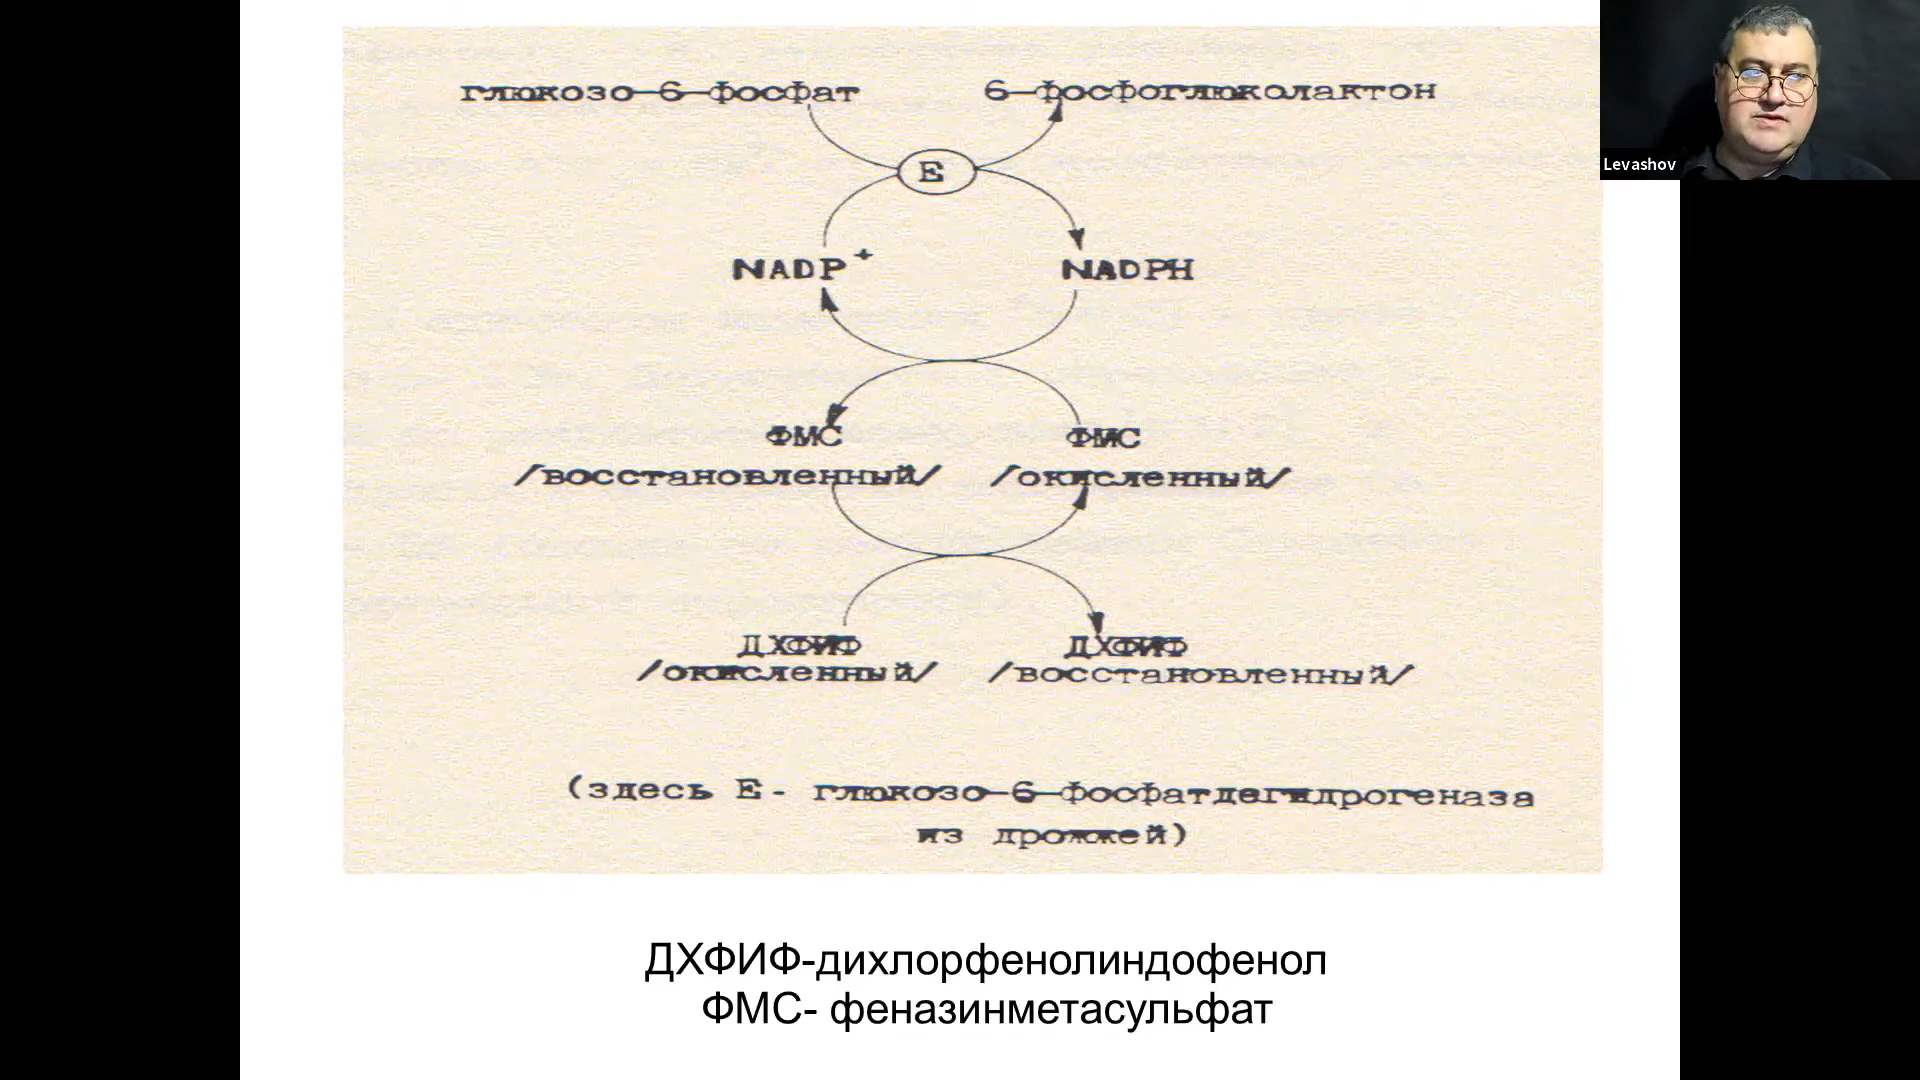 глюкозо-6-фосфат 6-фосфоглюколактон
E
NADP+ NADPH
ФМС ФМС
/восстановленный/ /окисленный/
ДХФИФ ДХФИФ
/окисленный/ /восстановленный/
(здесь E- глюкозо-6-фосфатдегидрогеназа
из дрожжей)
ДХФИФ-дихлорфенолиндофенол
ФМС- феназинметасульфат
Levashov